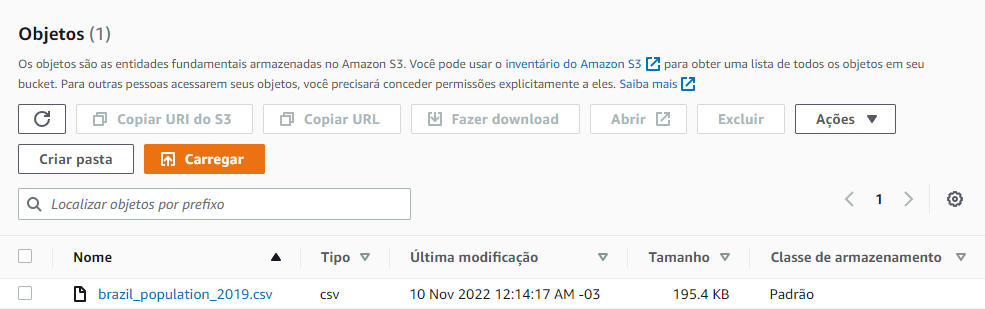 Objetos (1)
Os objetos são as entidades fundamentais armazenadas no Amazon S3. Você pode usar o inventário do Amazon S3 para obter uma lista de todos os objetos em seu
bucket. Para outras pessoas acessarem seus objetos, você precisará conceder permissões explicitamente a eles. Saiba mais
Copiar URI do S3 Copiar URL Fazer download Abrir Excluir Ações
Criar pasta Carregar
Localizar objetos por prefixo 1
Nome Tipo Última modificação Tamanho Classe de armazenamento
brazil_population_2019.csv csv 10 Nov 2022 12:14:17 AM -03 195.4 KB Padrão